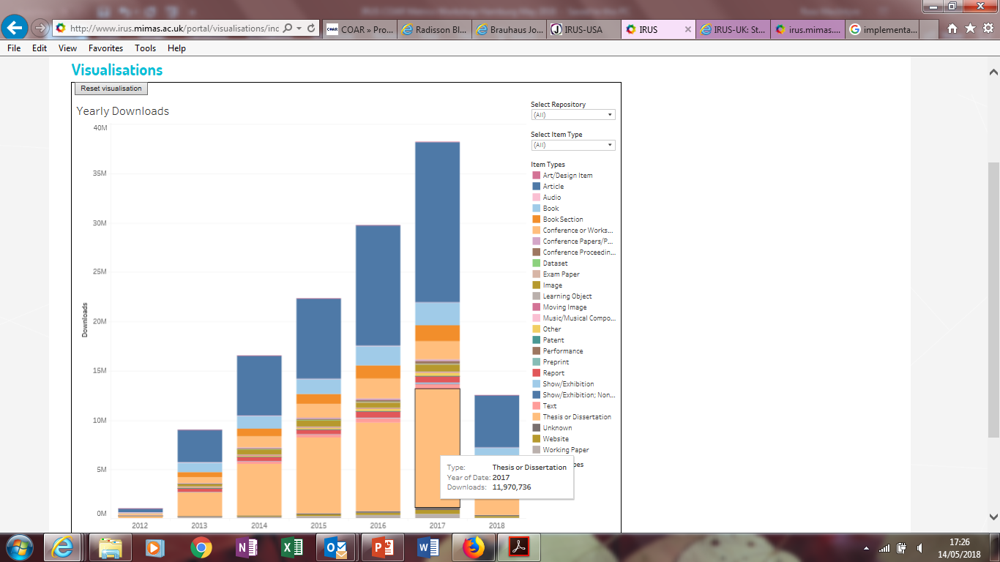 http://www.irus.mimas.ac.uk/portal/visualisations/inc
COAR » Pro...
Radisson Bl...
Brauhaus Jo...
IRUS-USA
IRUS
IRUS-UK: St...
irus.mimas....
implementa...
File Edit View Favorites Tools Help
Visualisations
Reset visualisation
Yearly Downloads
Select Repository
(All)
Select Item Type
(All)
Item Types
Art/Design Item
Article
Audio
Book
Book Section
Conference or Works...
Conference Papers/P...
Conference Proceedin...
Dataset
Exam Paper
Image
Learning Object
Moving Image
Music/Musical Compo...
Other
Patent
Performance
Preprint
Report
Show/Exhibition
Show/Exhibition; Non...
Text
Thesis or Dissertation
Unknown
Website
Working Paper
40M
35M
30M
25M
20M
15M
10M
5M
0M
Downloads
2012 2013 2014 2015 2016 2017 2018
Type: Thesis or Dissertation
Year of Date: 2017
Downloads: 11,970,736
17:26
14/05/2018